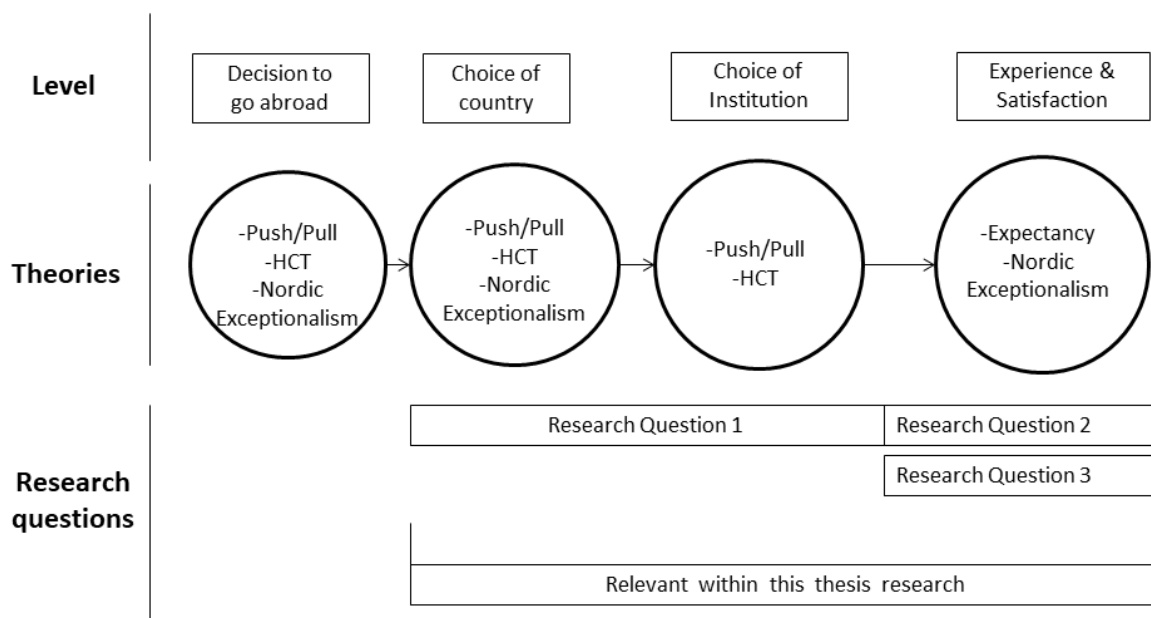 Level
Decision to
go abroad
Choice of
country
Choice of
Institution
Experience &
Satisfaction
Theories
-Push/Pull
-HCT
-Nordic
Exceptionalism
-Push/Pull
-HCT
-Nordic
Exceptionalism
-Push/Pull
-HCT
-Expectancy
-Nordic
Exceptionalism
Research
questions
Research Question 1
Research Question 2
Research Question 3
Relevant within this thesis research